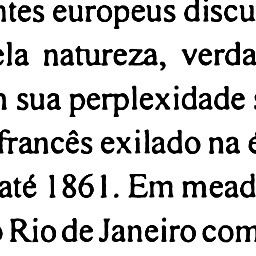 ntes europeus discu
ela natureza, verda
sua perplexidade
francês exilado na é
até 1861. Em mead
Rio de Janeiro com